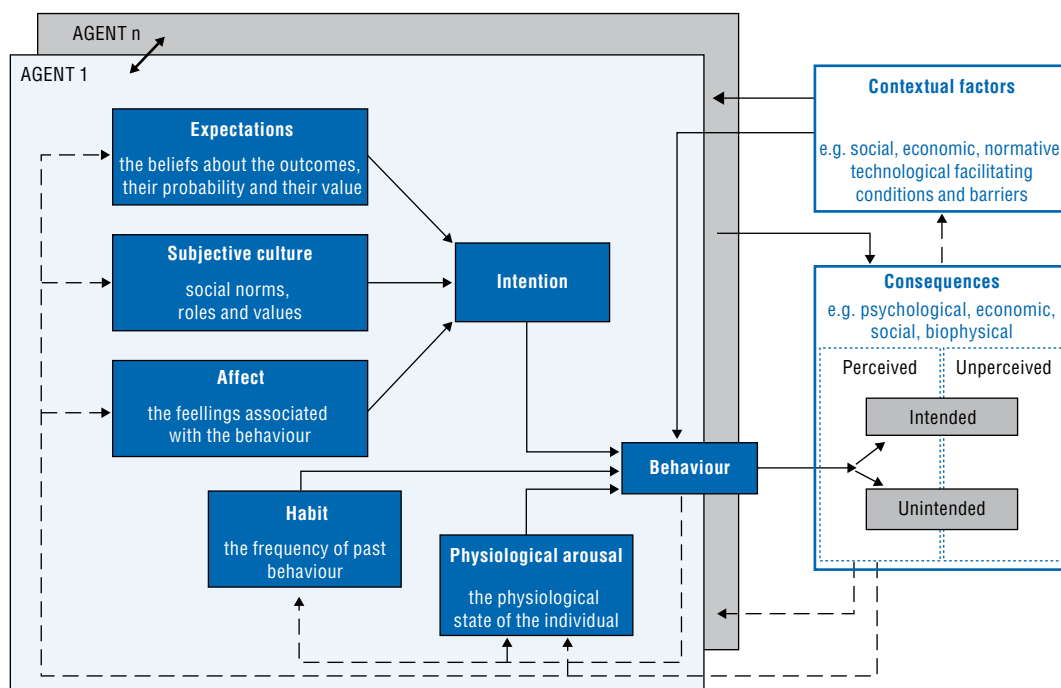 AGENT n
AGENT 1
Expectations
the beliefs about the outcomes,
their probability and their value
Subjective culture
social norms,
roles and values
Affect
the feellings associated
with the behaviour
Intention
Habit
the frequency of past
behaviour
Physiological arousal
the physiological
state of the individual
Behaviour
Contextual factors
e.g. social, economic, normative,
technological facilitating
conditions and barriers
Consequences
e.g. psychological, economic,
social, biophysical
Perceived
Unperceived
Intended
Unintended